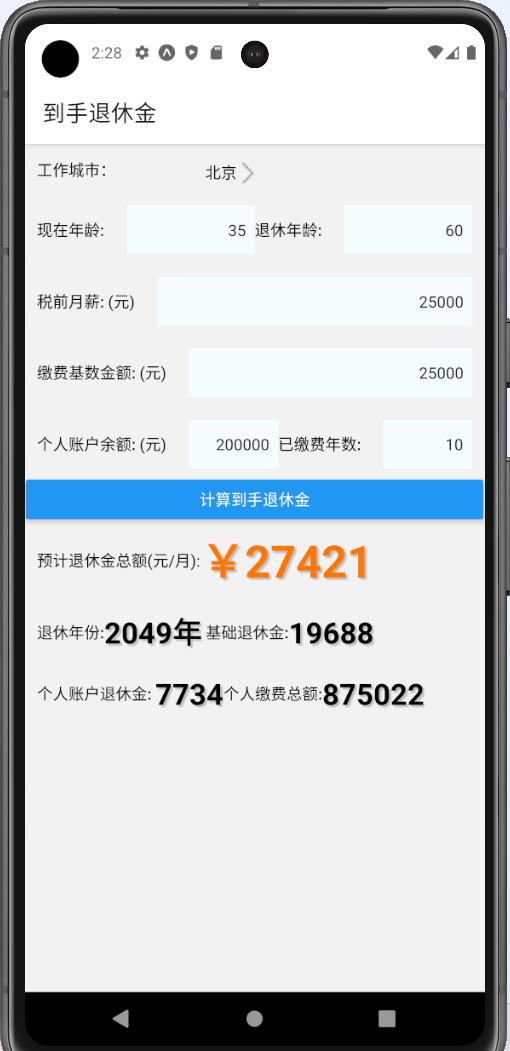 2:28
到手退休金
工作城市： 北京
现在年龄: 35 退休年龄: 60
税前月薪: (元) 25000
缴费基数金额: (元) 25000
个人账户余额: (元) 200000 已缴费年数: 10
计算到手退休金
预计退休金总额(元/月): ￥27421
退休年份:2049年 基础退休金:19688
个人账户退休金: 7734 个人缴费总额:875022